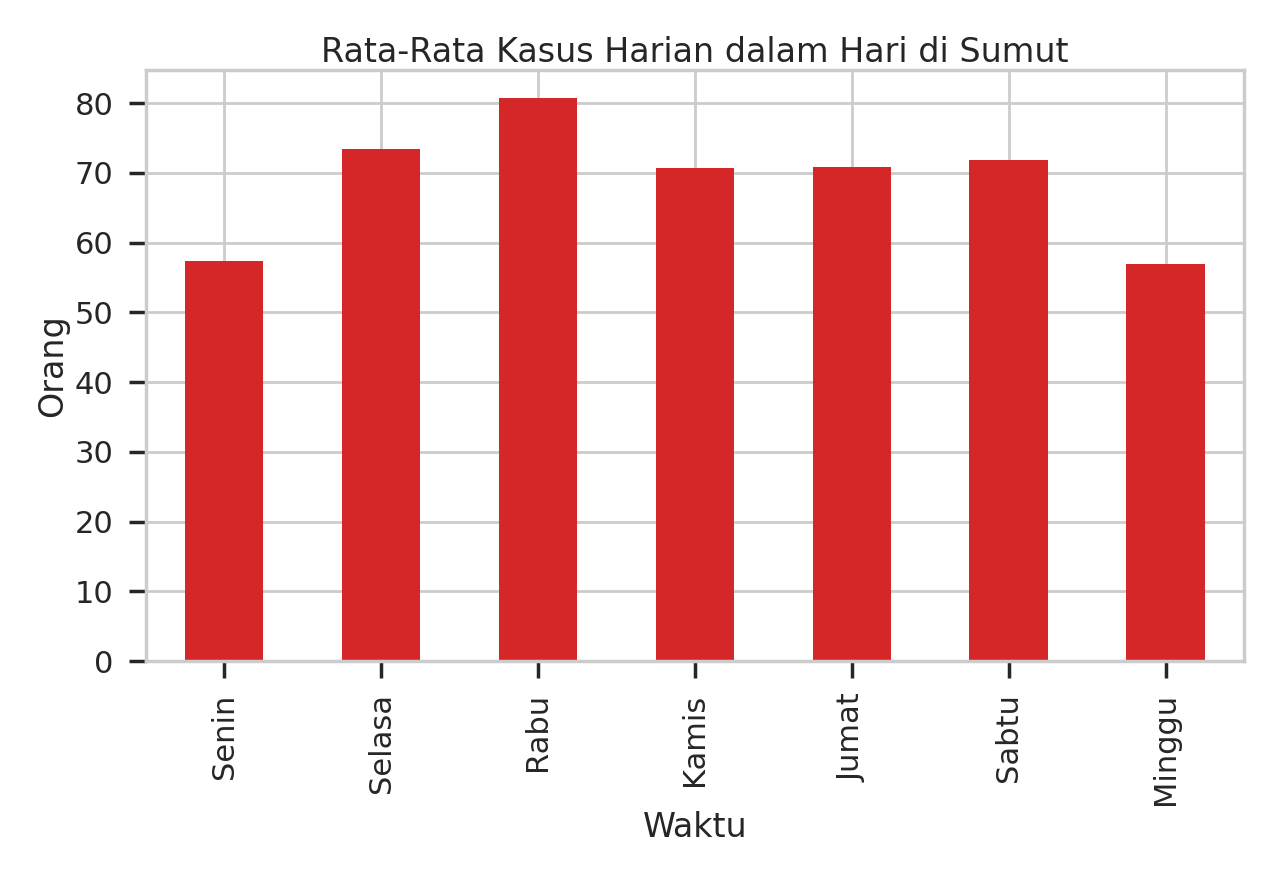 Rata-Rata Kasus Harian dalam Hari di Sumut
80
70
60
50
40
30
20
10
0
Orang
Senin
Selasa
Rabu
Kamis
Jumat
Sabtu
Minggu
Waktu